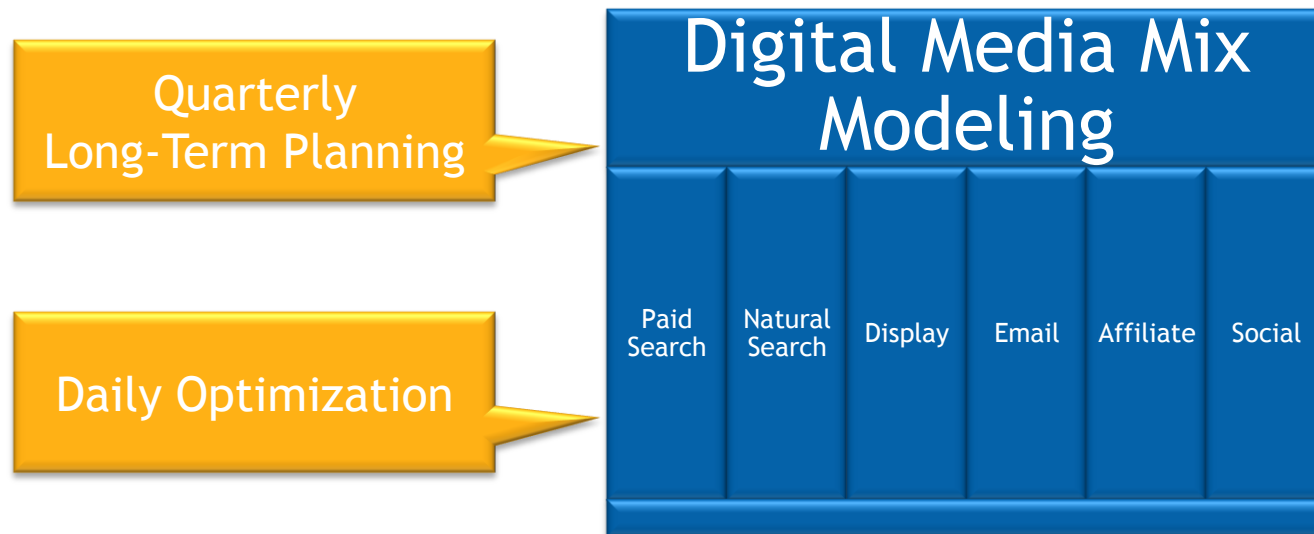 Digital Media Mix
Modeling
Quarterly
Long-Term Planning
Daily Optimization
Paid
Search
Natural
Search
Display
Email
Affiliate
Social